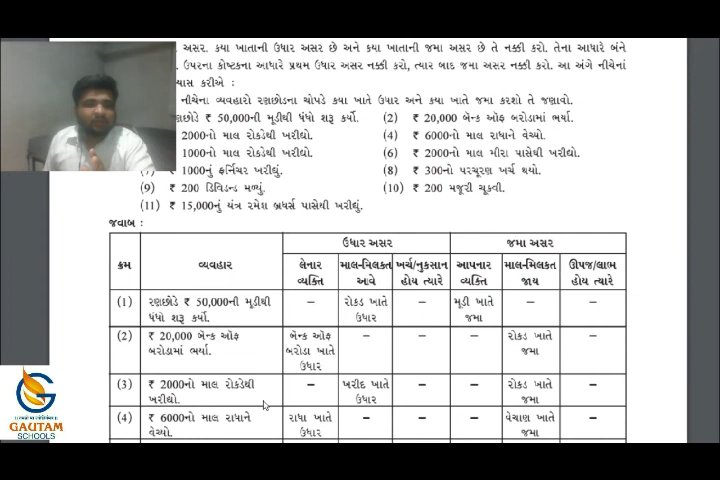 અસર. કયા ખાતાની ઉધાર અસર છે અને કયા ખાતાની જમા અસર છે તે નક્કી કરો. તેના આધારે બંને
. ઉપરના કોષ્ટકના આધારે પ્રથમ ઉધાર અસર નક્કી કરો, ત્યાર બાદ જમા અસર નક્કી કરો. આ અંગે નીચેનાં
યાસ કરીએ :
નીચેના વ્યવહારો રણછોડના ચોપડે કયા ખાતે ઉધાર અને કયા ખાતે જમા કરશો તે જણાવો.
ણછોડે ₹ 50,000ની મૂડીથી ધંધો શરૂ કર્યો. (2) ₹ 20,000 બૅન્ક ઑફ બરોડામાં ભર્યા.
2000નો માલ રોકડેથી ખરીદ્યો. (4) ₹ 6000નો માલ રાધાને વેચ્યો.
1000નો માલ રોકડેથી ખરીદ્યો. (6) ₹ 2000નો માલ મીરા પાસેથી ખરીદ્યો.
(7) ₹ 1000નું ફર્નિચર ખરીદ્યું. (8) ₹ 300નો પરચૂરણ ખર્ચ થયો.
(9) ₹ 200 ડિવિડન્ડ મળ્યું. (10) ₹ 200 મજૂરી ચૂકવી.
(11) ₹ 15,000નું યંત્ર રમેશ બ્રધર્સ પાસેથી ખરીદ્યું.
જવાબ :
ઉધાર અસર જમા અસર
ક્રમ વ્યવહાર લેનાર માલ-મિલકત ખર્ચ/નુકસાન આપનાર માલ-મિલકત ઊપજ/લાભ
વ્યક્તિ આવે હોય ત્યારે વ્યક્તિ જાય હોય ત્યારે
(1) રણછોડે ₹ 50,000ની મૂડીથી – રોકડ ખાતે – મૂડી ખાતે – –
ધંધો શરૂ કર્યો. ઉધાર જમા
(2) ₹ 20,000 બૅન્ક ઑફ બૅન્ક ઑફ – – – રોકડ ખાતે –
બરોડામાં ભર્યા. બરોડા ખાતે જમા
ઉધાર
(3) ₹ 2000નો માલ રોકડેથી – ખરીદ ખાતે – – રોકડ ખાતે –
ખરીદ્યો. ઉધાર જમા
(4) ₹ 6000નો માલ રાધાને રાધા ખાતે – – – વેચાણ ખાતે –
વેચ્યો. ઉધાર જમા
GAUTAM
SCHOOLS